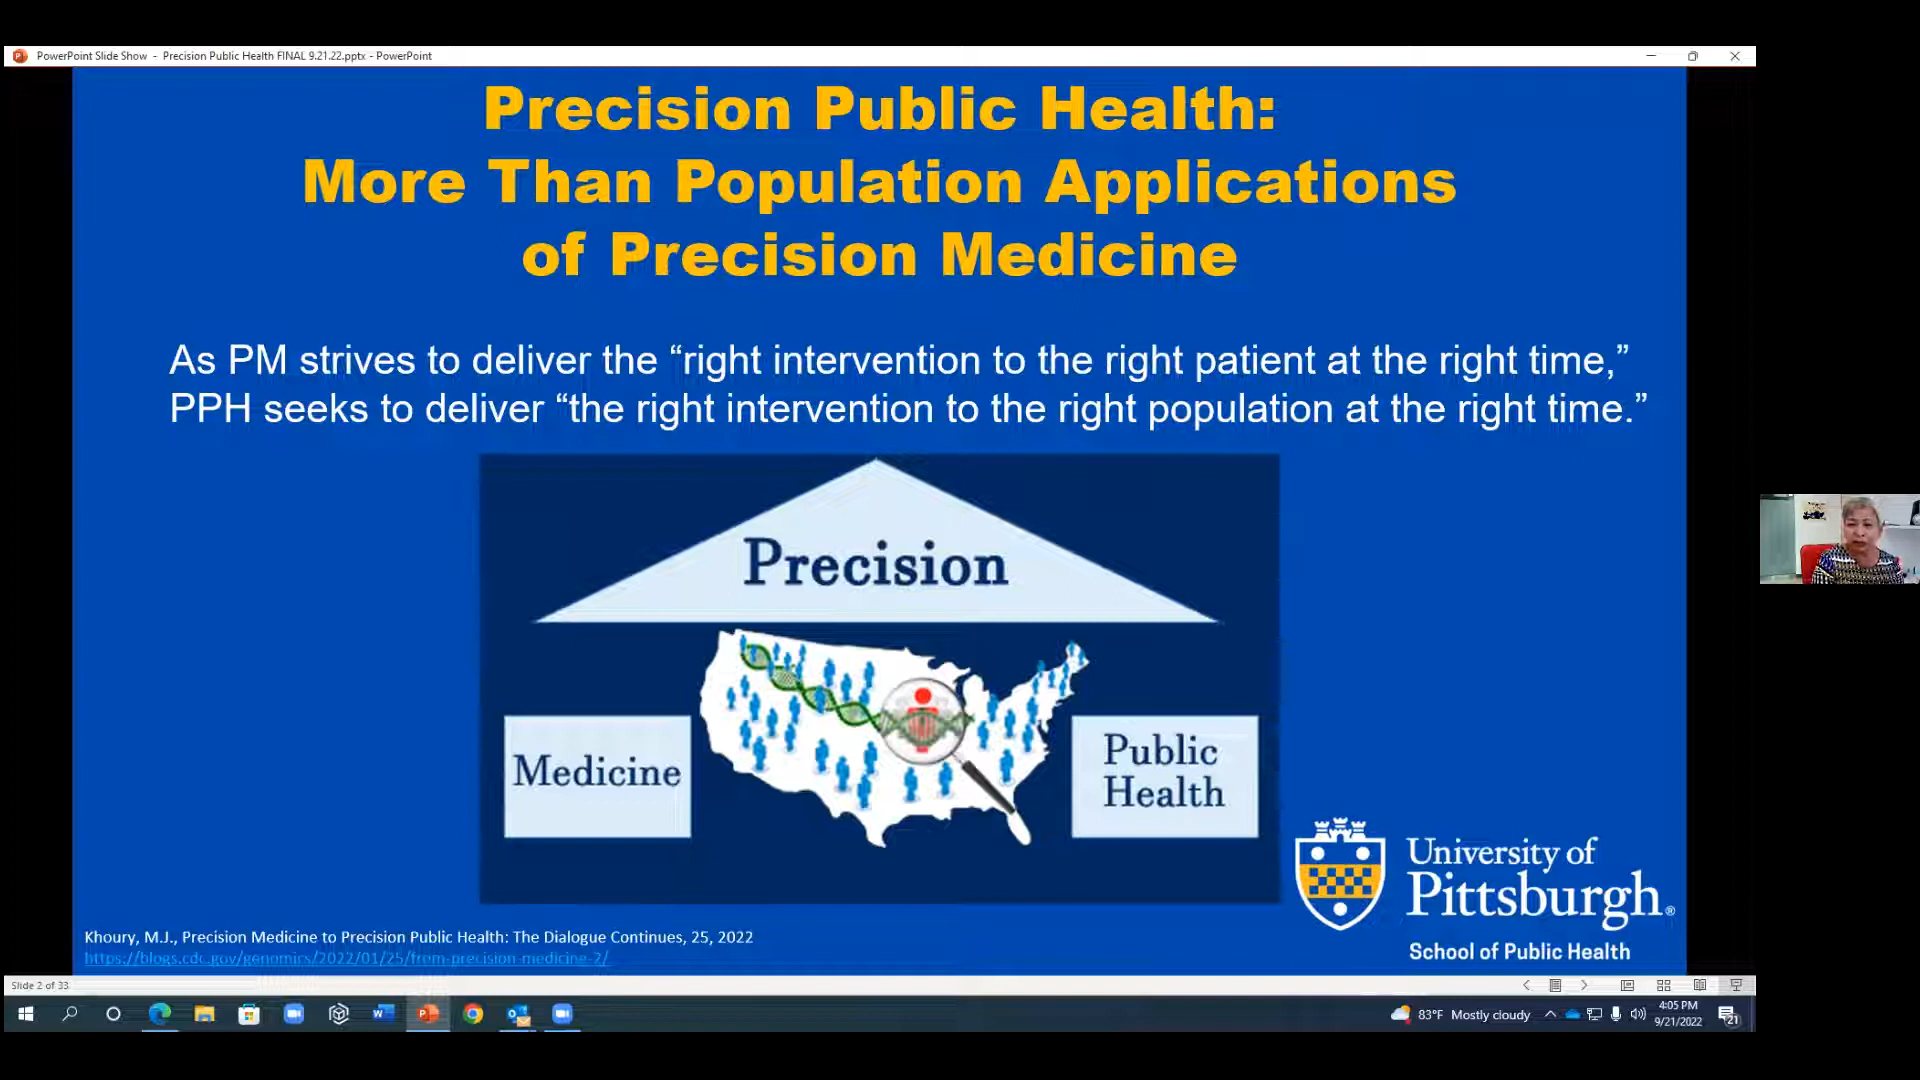 PowerPoint Slide Show - Precision Public Health FINAL 9.21.22.pptx - PowerPoint
Precision Public Health:
More Than Population Applications
of Precision Medicine
As PM strives to deliver the “right intervention to the right patient at the right time,”
PPH seeks to deliver “the right intervention to the right population at the right time.”
Precision
Medicine
Public
Health
University of
Pittsburgh®
School of Public Health
Khoury, M.J., Precision Medicine to Precision Public Health: The Dialogue Continues, 25, 2022
https://blogs.cdc.gov/genomics/2022/01/25/from-precision-medicine-2/
Slide 2 of 33
83°F Mostly cloudy
4:05 PM
9/21/2022
21